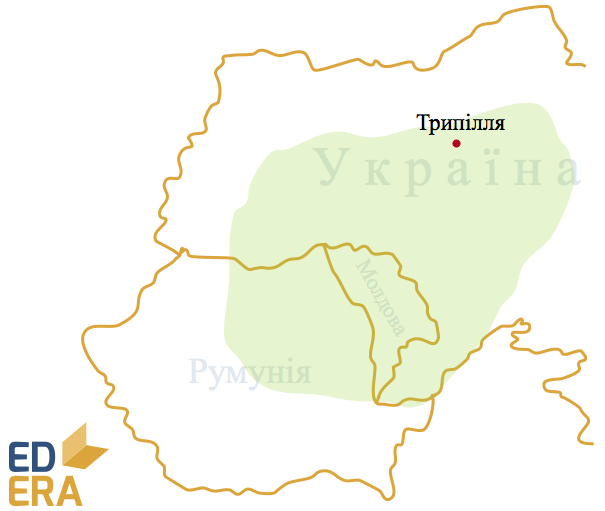 Трипілля
Україна
Молдова
Румунія
ED
ERA